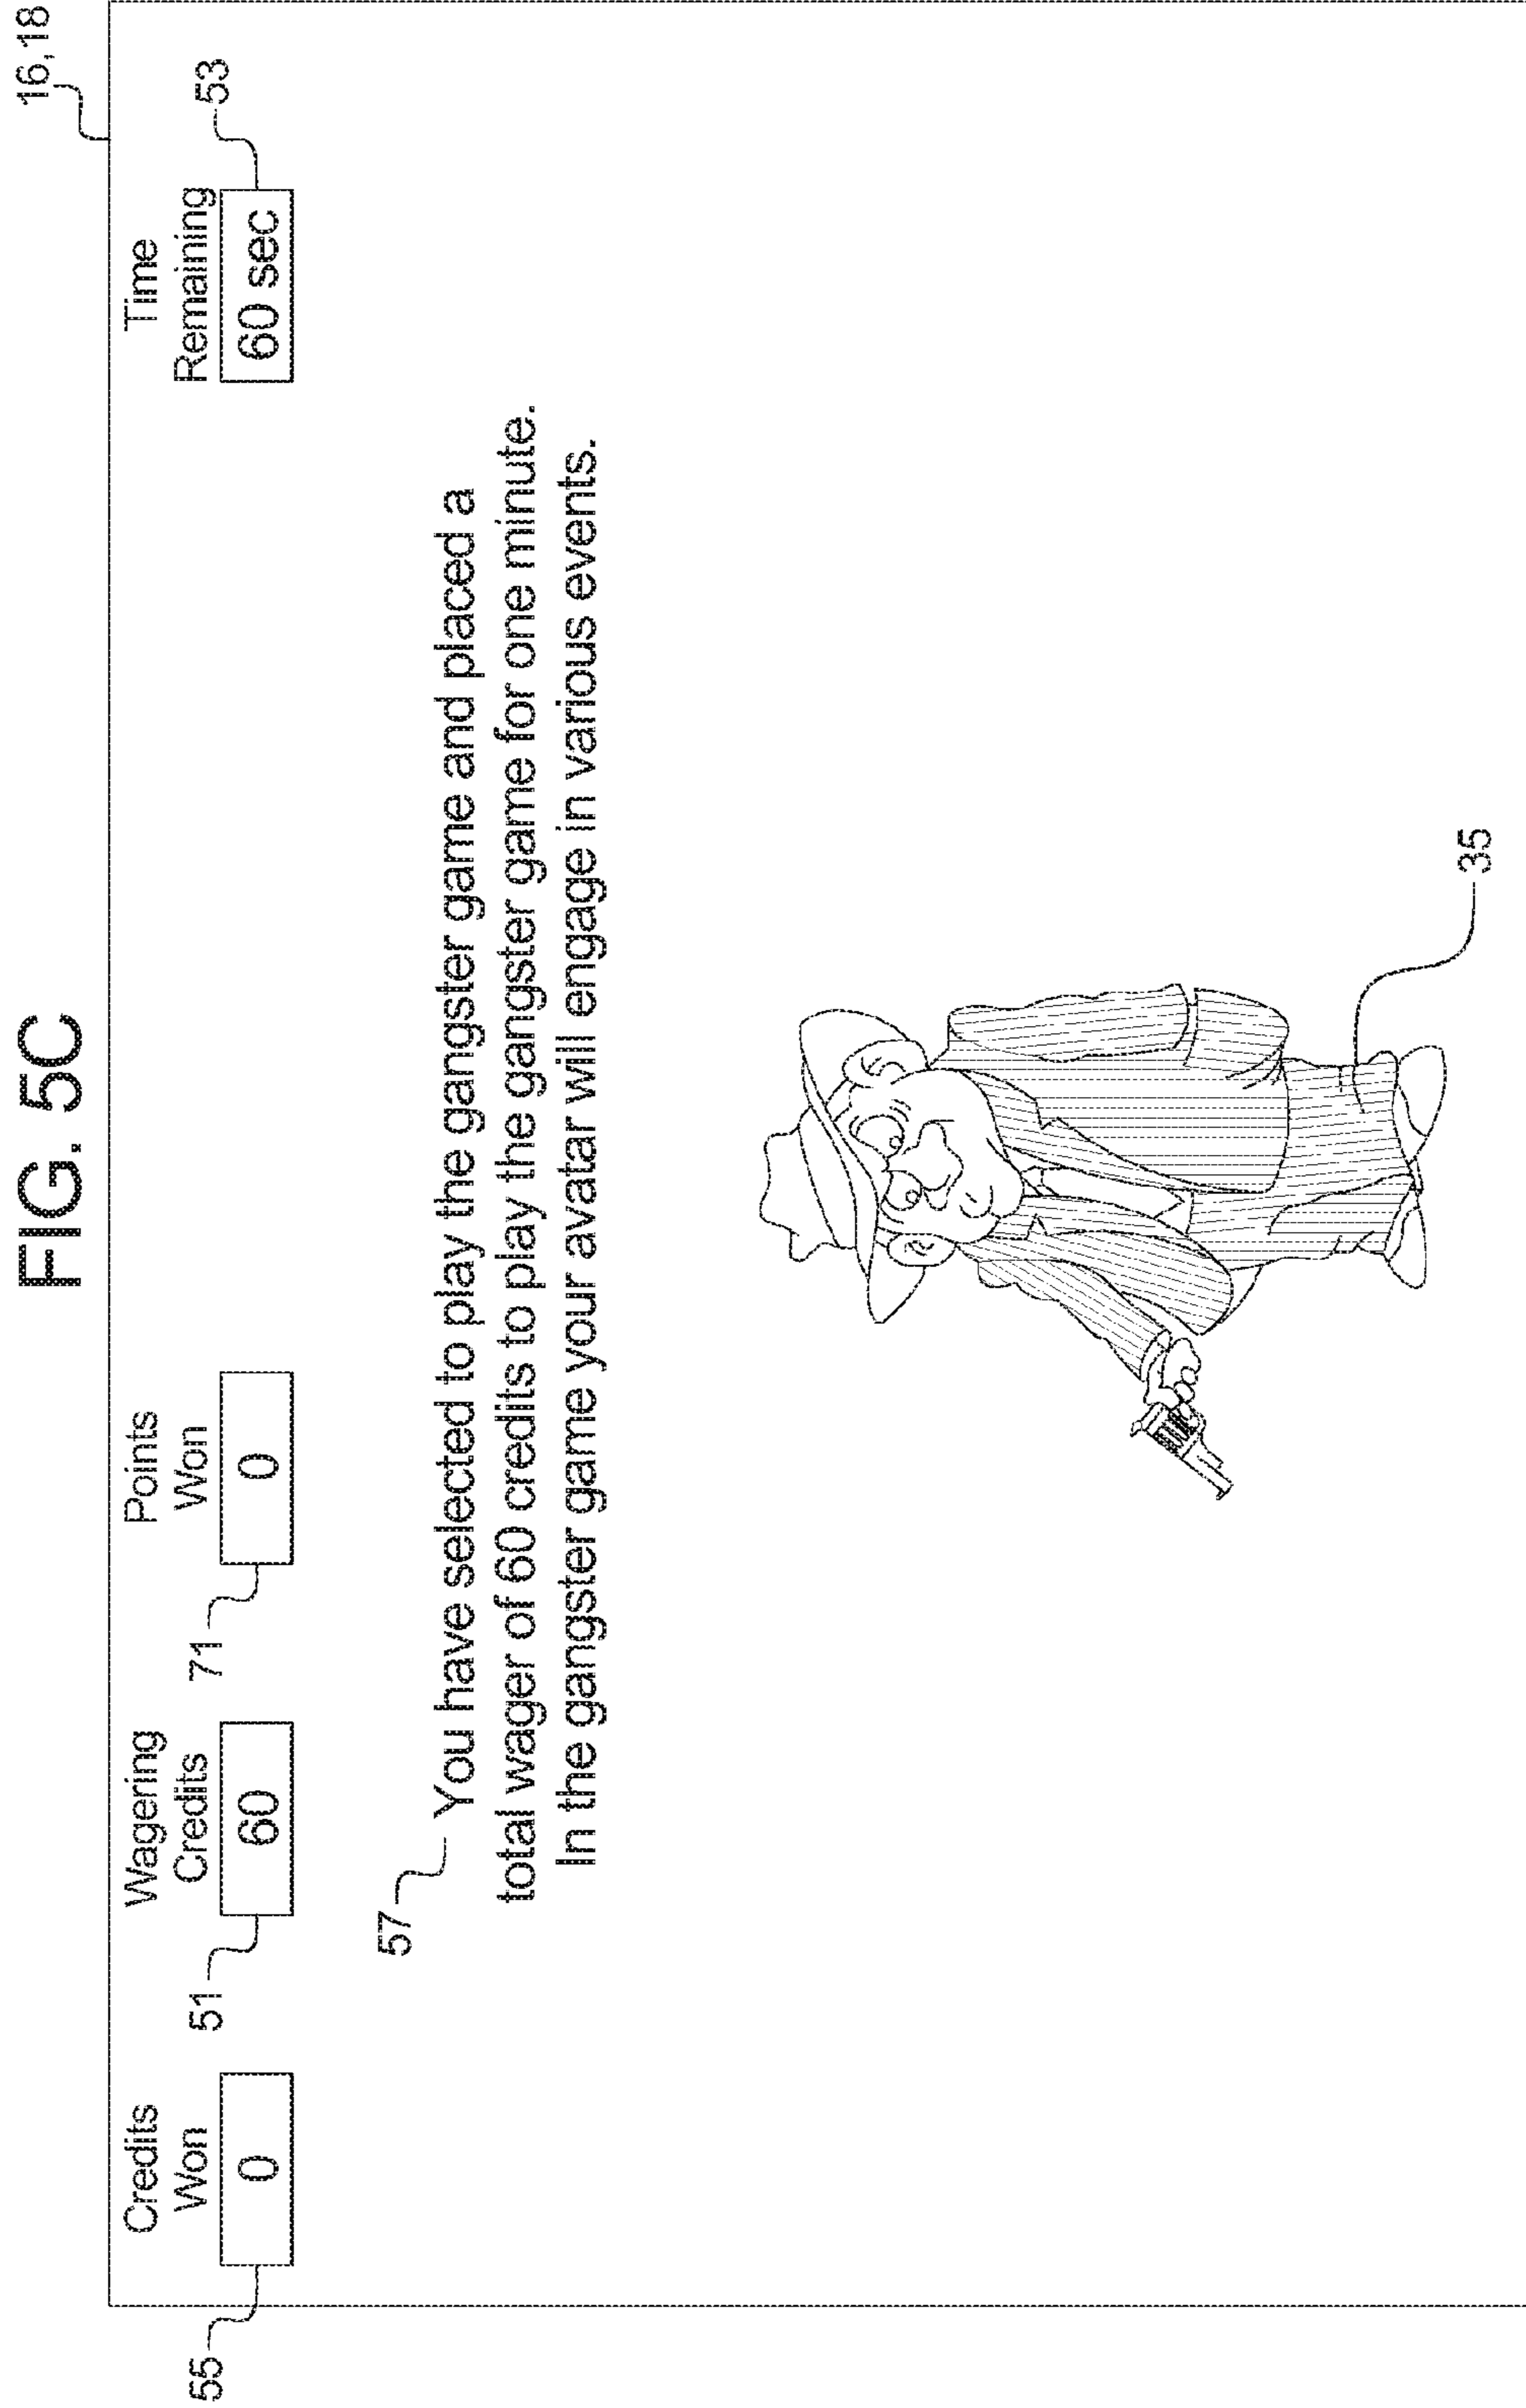 FIG. 5C
16,18
Credits
Won
0
55
Wagering
Credits
60
51
Points
Won
0
71
Time
Remaining
60 sec
53
57
You have selected to play the gangster game and placed a
total wager of 60 credits to play the gangster game for one minute.
In the gangster game your avatar will engage in various events.
35